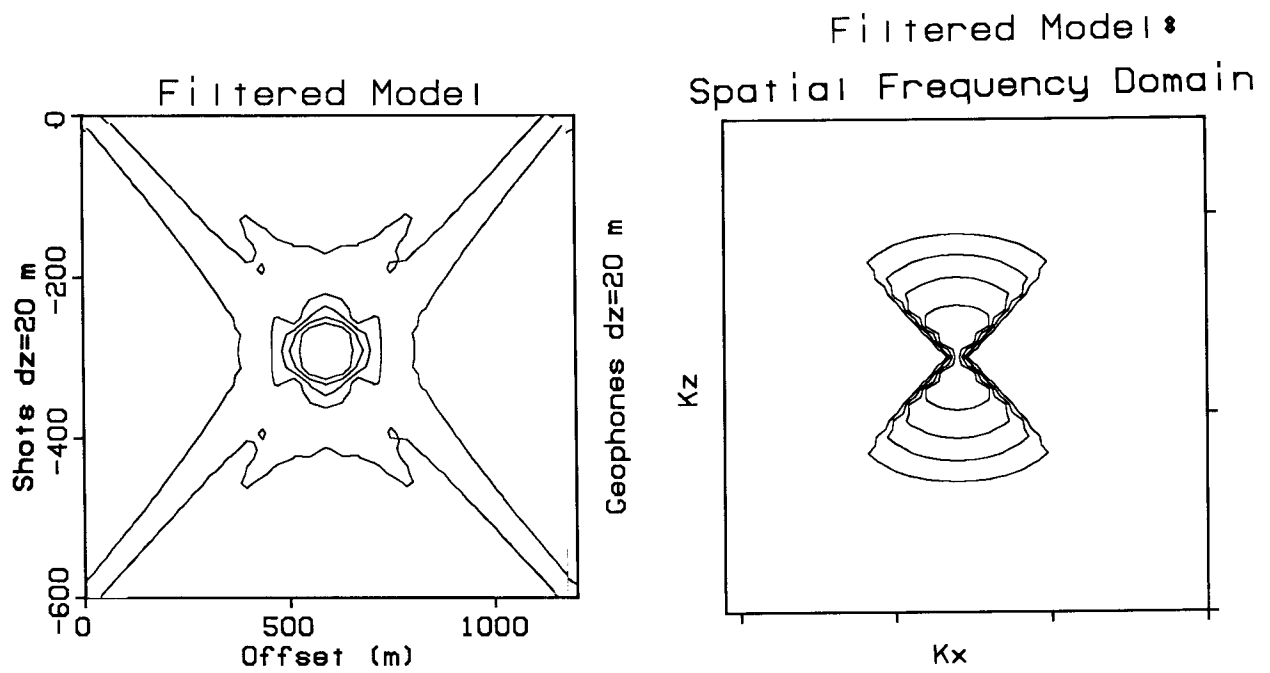 Filtered Model
0
-200
-400
-600
Shots dz=20 m
0
500
1000
Offset (m)
Geophones dz=20 m
Filtered Model:
Spatial Frequency Domain
Kz
Kx